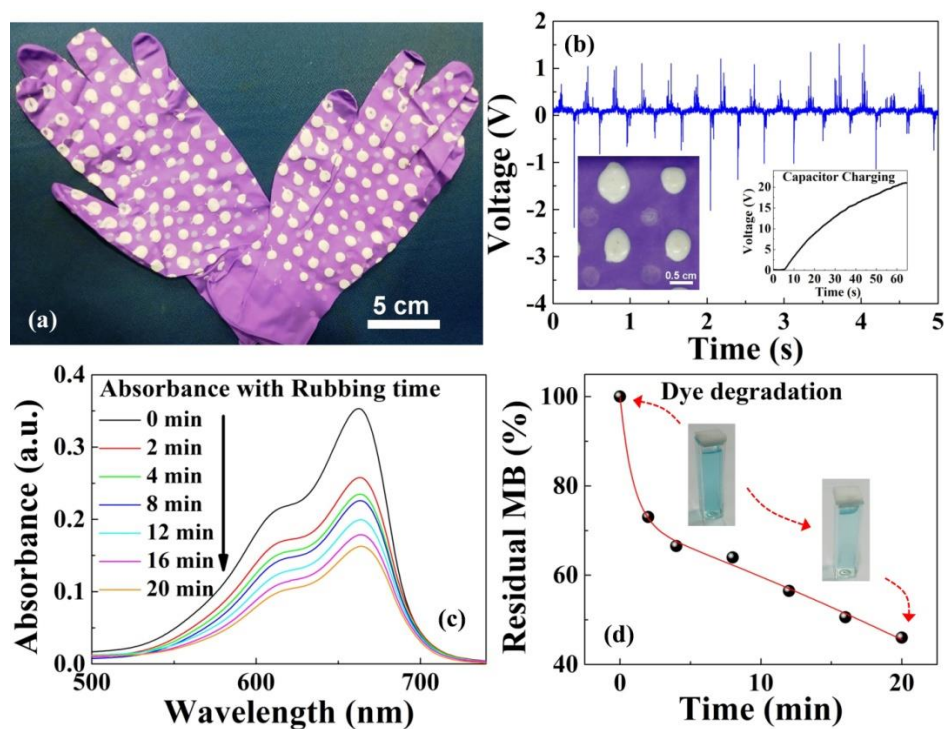 (a)
5 cm
(b)
Voltage (V)
2
1
0
-1
-2
-3
-4
0.5 cm
Capacitor Charging
Voltage (V)
20
15
10
5
0
0 10 20 30 40 50 60
Time (s)
0 1 2 3 4 5
Time (s)
Absorbance with Rubbing time
0 min
2 min
4 min
8 min
12 min
16 min
20 min
(c)
Absorbance (a.u.)
0.4
0.3
0.2
0.1
0.0
500 600 700
Wavelength (nm)
Dye degradation
(d)
Residual MB (%)
100
80
60
40
0 10 20
Time (min)